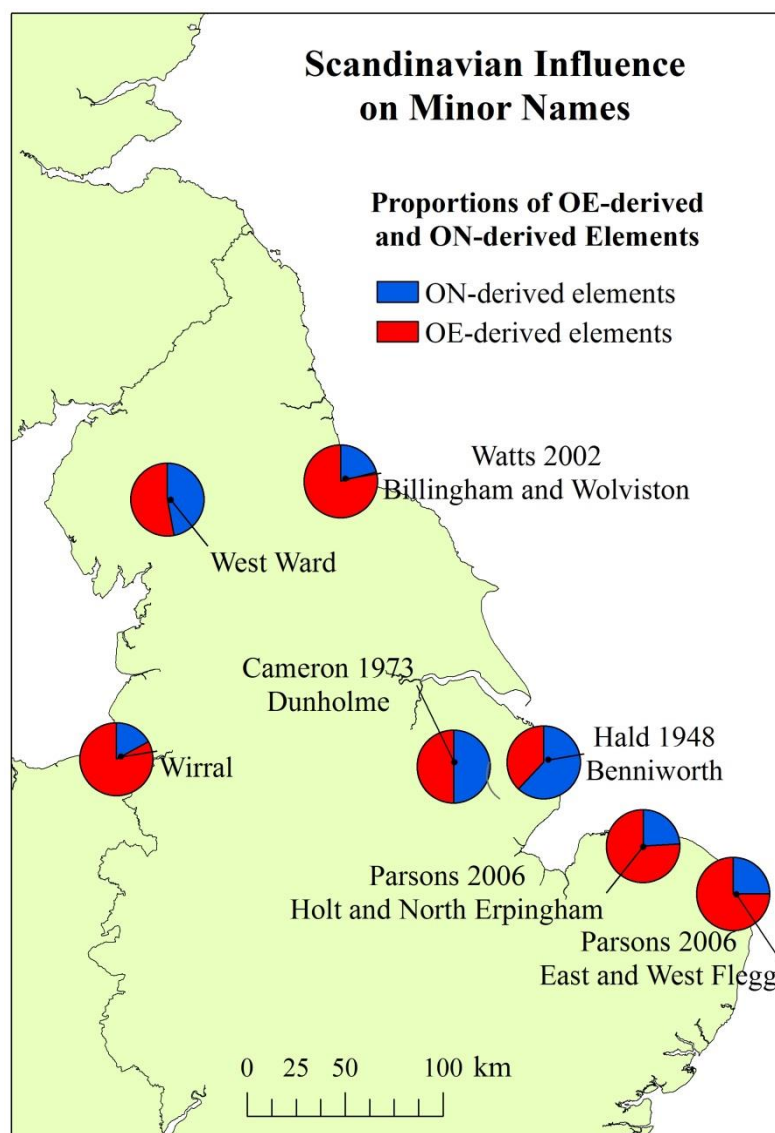 Scandinavian Influence
on Minor Names
Proportions of OE-derived
and ON-derived Elements
ON-derived elements
OE-derived elements
Watts 2002
Billingham and Wolviston
West Ward
Cameron 1973
Dunholme
Hald 1948
Benniworth
Wirral
Parsons 2006
Holt and North Erpingham
Parsons 2006
East and West Flegg
0 25 50 100 km